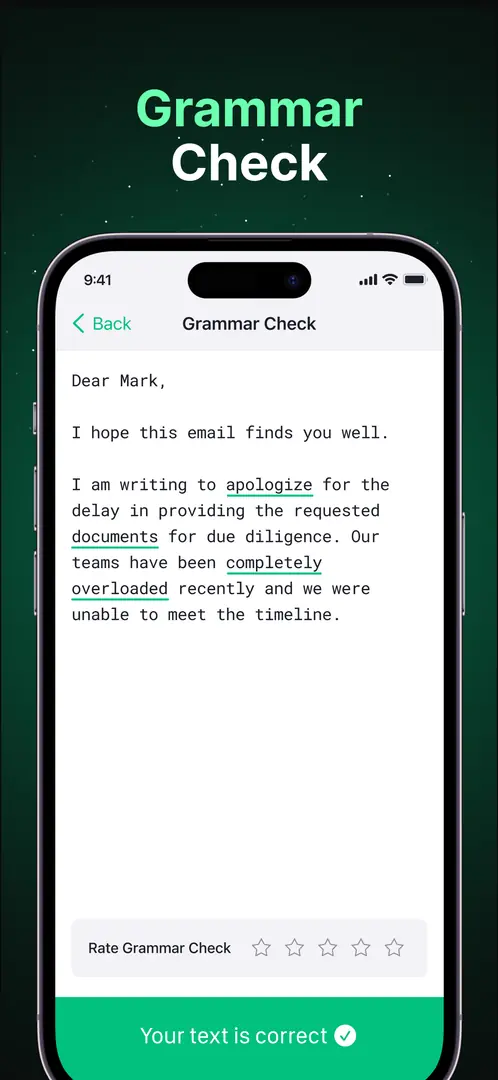 Grammar
Check
9:41
Back
Grammar Check
Dear Mark,
I hope this email finds you well.
I am writing to apologize for the
delay in providing the requested
documents for due diligence. Our
teams have been completely
overloaded recently and we were
unable to meet the timeline.
Rate Grammar Check
Your text is correct